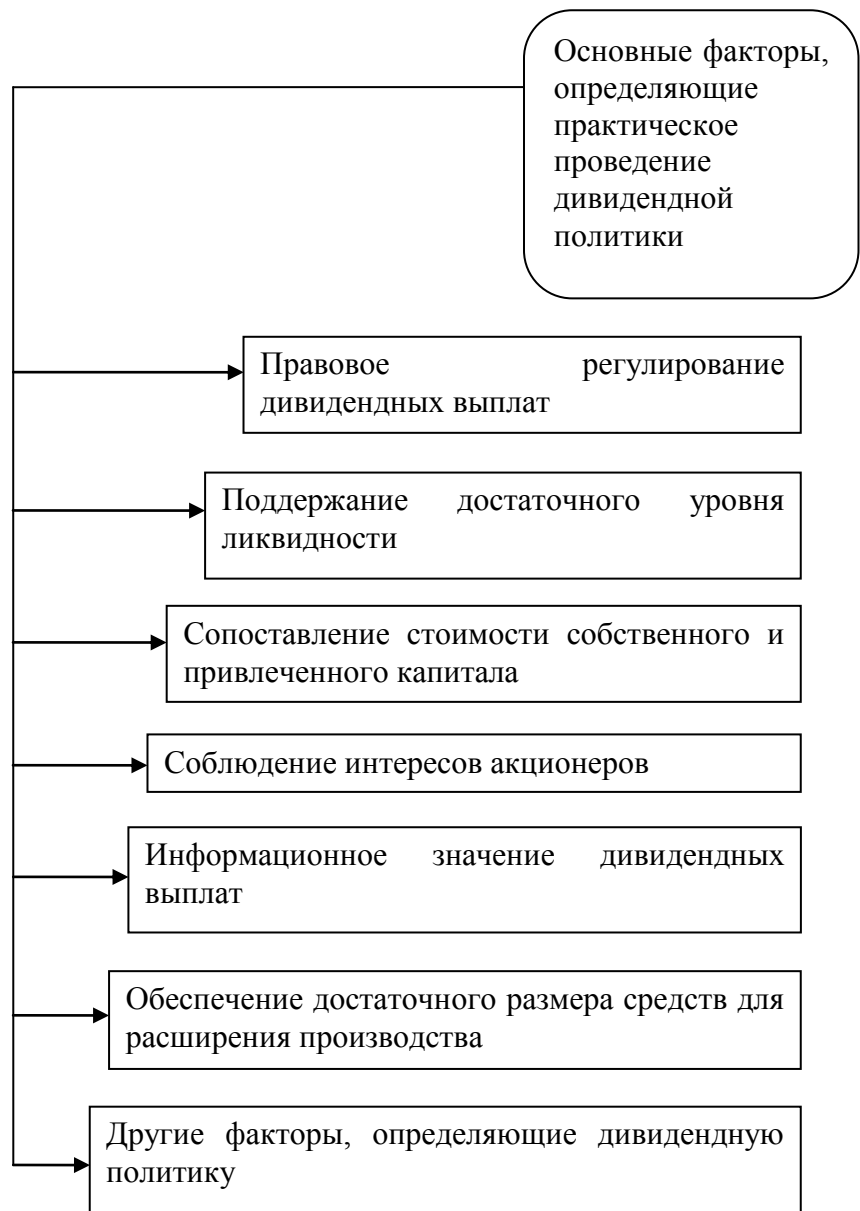 Основные факторы,
определяющие
практическое
проведение
дивидендной
политики
Правовое регулирование
дивидендных выплат
Поддержание достаточного уровня
ликвидности
Сопоставление стоимости собственного и
привлеченного капитала
Соблюдение интересов акционеров
Информационное значение дивидендных
выплат
Обеспечение достаточного размера средств для
расширения производства
Другие факторы, определяющие дивидендную
политику